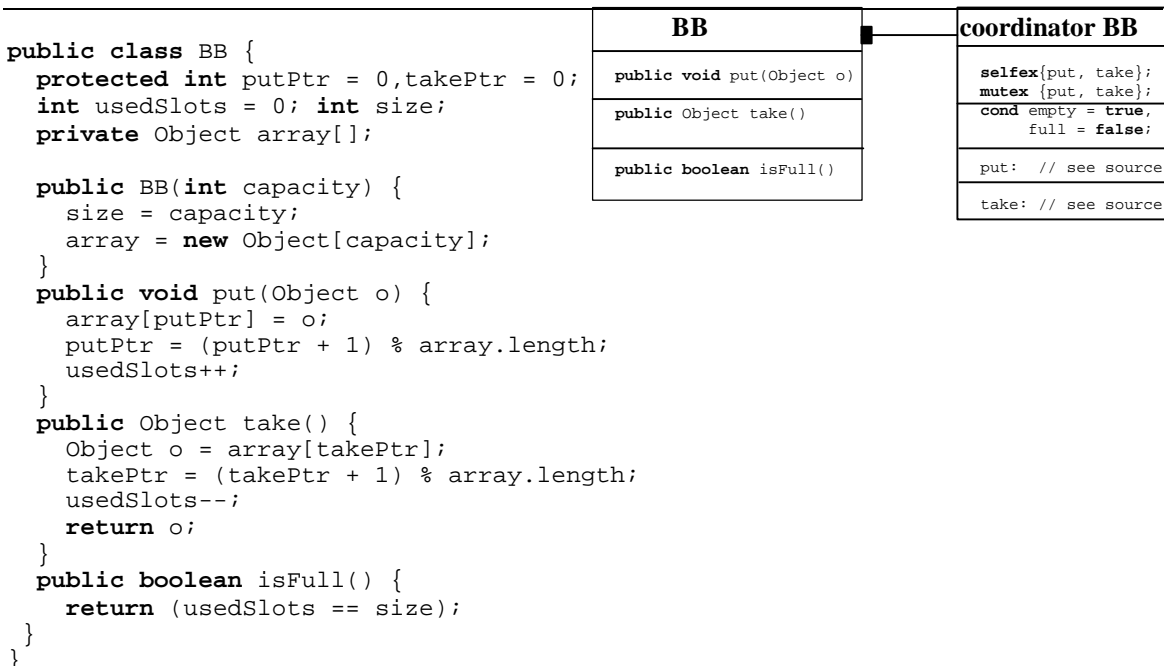 public class BB {
protected int putPtr = 0,takePtr = 0;
int usedSlots = 0; int size;
private Object array[];
public BB(int capacity) {
size = capacity;
array = new Object[capacity];
}
public void put(Object o) {
array[putPtr] = o;
putPtr = (putPtr + 1) % array.length;
usedSlots++;
}
public Object take() {
Object o = array[takePtr];
takePtr = (takePtr + 1) % array.length;
usedSlots--;
return o;
}
public boolean isFull() {
return (usedSlots == size);
}
}
BB
public void put(Object o)
public Object take()
public boolean isFull()
coordinator BB
selfex{put, take};
mutex {put, take};
cond empty = true,
full = false;
put: // see source
take: // see source